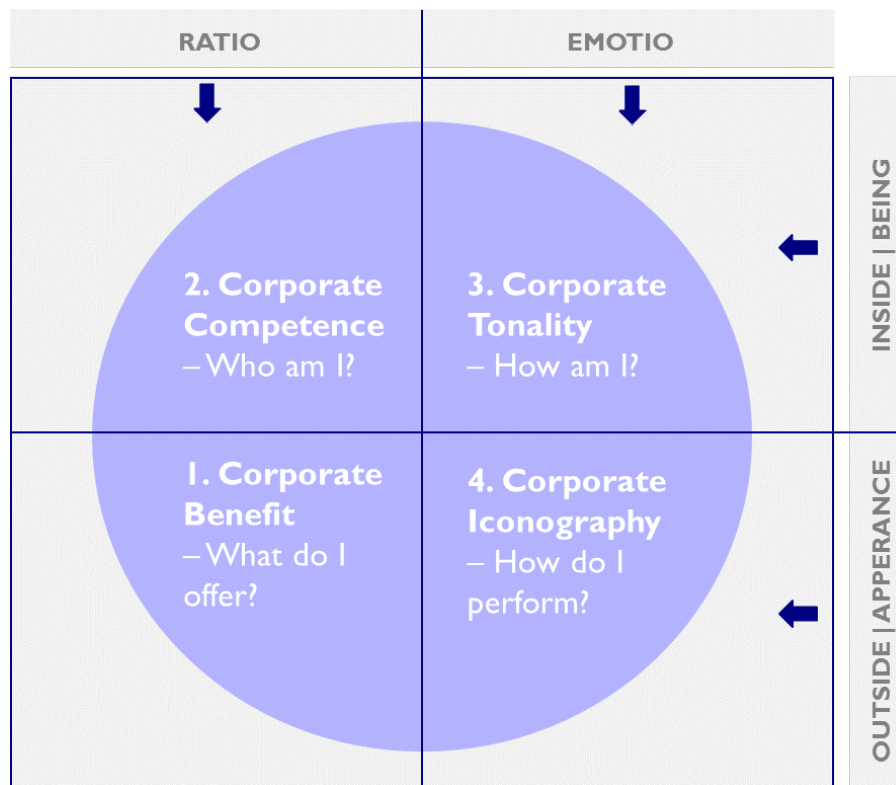 RATIO
EMOTIO
2. Corporate
Competence
– Who am I?
3. Corporate
Tonality
– How am I?
INSIDE | BEING
1. Corporate
Benefit
– What do I
offer?
4. Corporate
Iconography
– How do I
perform?
OUTSIDE | APPERANCE